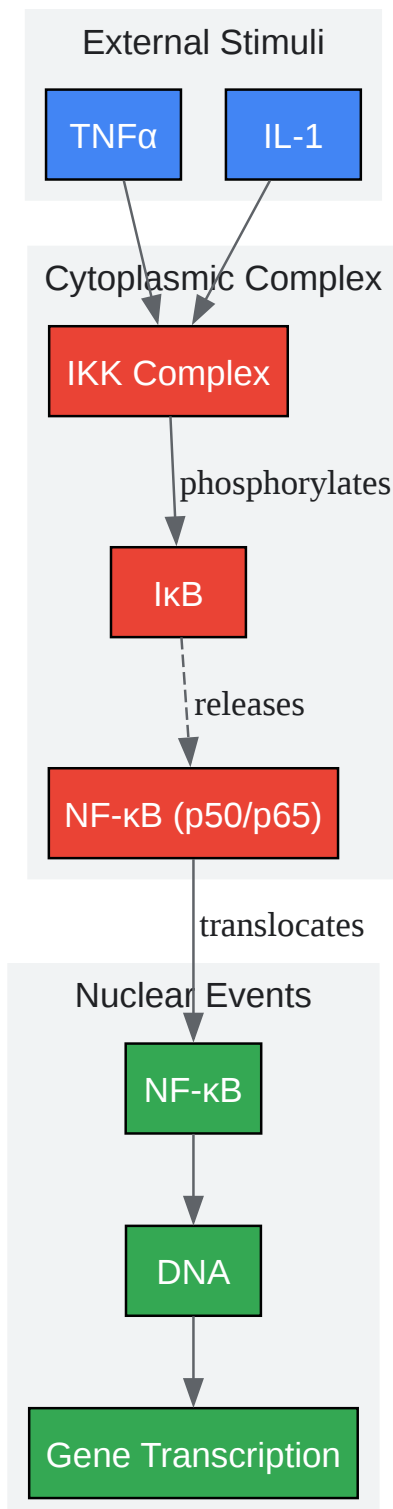 External Stimuli
TNFα
IL-1
Cytoplasmic Complex
IKK Complex
phosphorylates
IκB
releases
NF-κB (p50/p65)
translocates
Nuclear Events
NF-κB
DNA
Gene Transcription